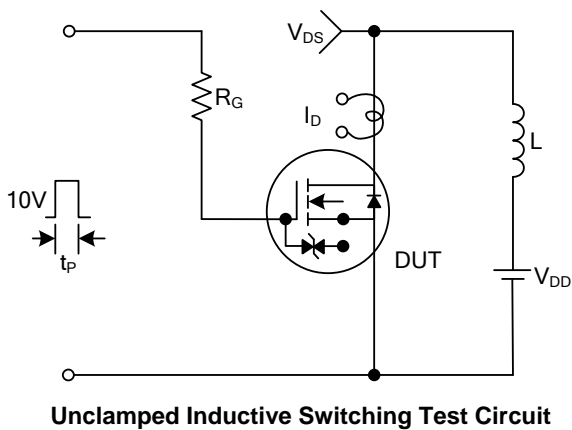 V_DS
R_G
I_D
L
10V
t_P
DUT
V_DD
Unclamped Inductive Switching Test Circuit